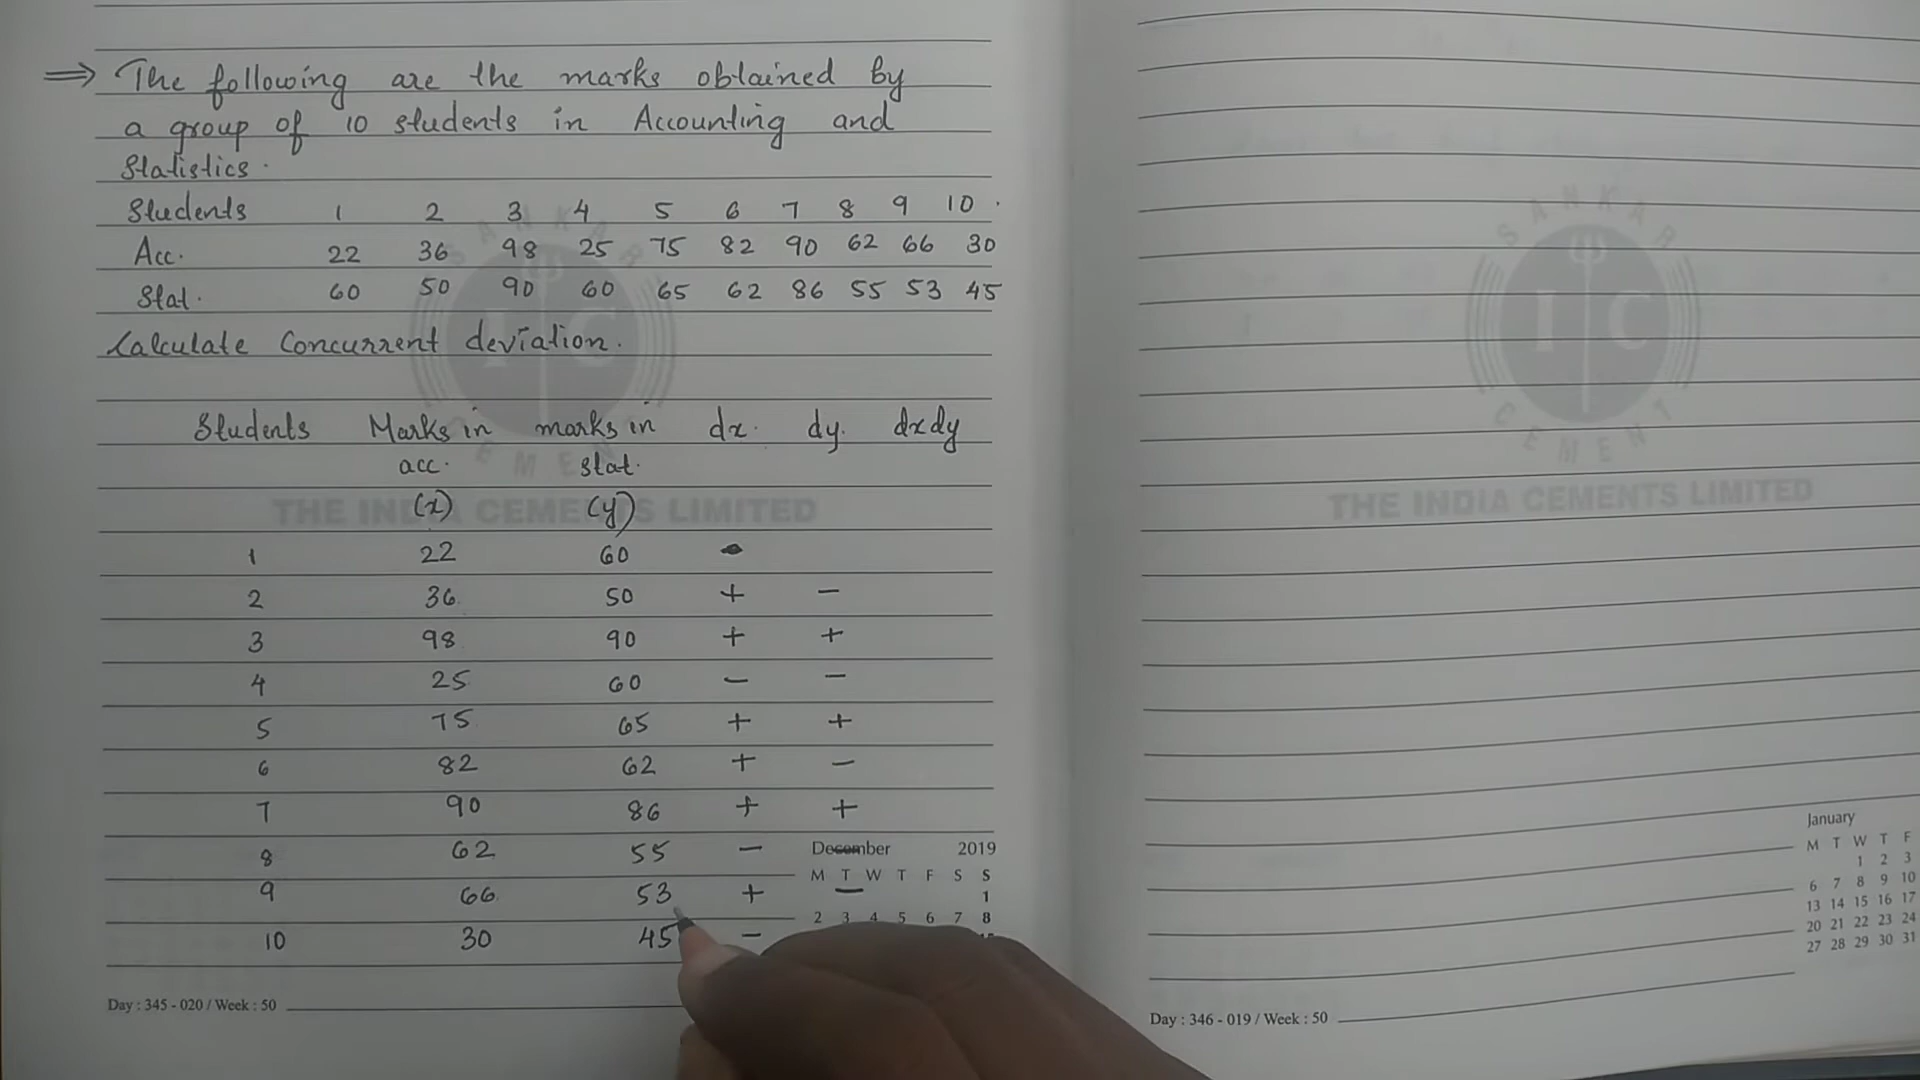 ⇒ The following are the marks obtained by
a group of 10 students in Accounting and
Statistics.
Students 1 2 3 4 5 6 7 8 9 10.
Acc. 22 36 98 25 75 82 90 62 66 30
Stat. 60 50 90 60 65 62 86 55 53 45
Calculate Concurrent deviation.
Students Marks in marks in dx. dy. dxdy
acc. stat.
(x) (y)
THE INDIA CEMENTS LIMITED
1 22 60
2 36 50 + −
3 98 90 + +
4 25 60 − −
5 75 65 + +
6 82 62 + −
7 90 86 + +
8 62 55 − −
9 66 53 + −
10 30 45 −
December 2019
M T W T F S S
1
2 3 4 5 6 7 8
Day : 345 - 020 / Week : 50
SANKAR
IC
CEMENT
THE INDIA CEMENTS LIMITED
January
M T W T F
1 2 3
6 7 8 9 10
13 14 15 16 17
20 21 22 23 24
27 28 29 30 31
Day : 346 - 019 / Week : 50